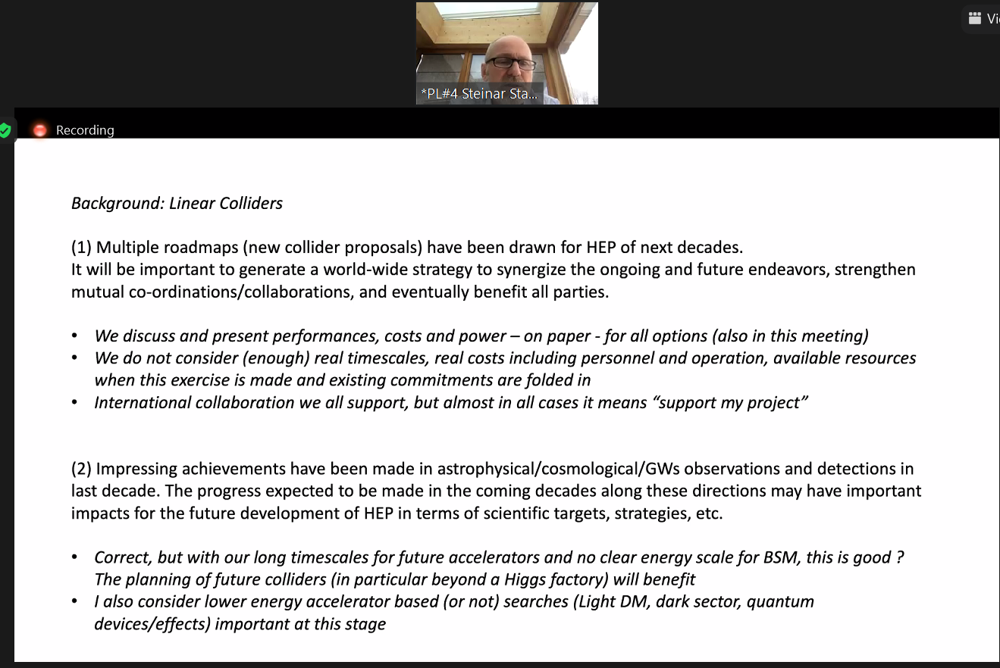 Vi
*PL#4 Steinar Sta...
Recording
Background: Linear Colliders
(1) Multiple roadmaps (new collider proposals) have been drawn for HEP of next decades.
It will be important to generate a world-wide strategy to synergize the ongoing and future endeavors, strengthen
mutual co-ordinations/collaborations, and eventually benefit all parties.
• We discuss and present performances, costs and power – on paper - for all options (also in this meeting)
• We do not consider (enough) real timescales, real costs including personnel and operation, available resources
when this exercise is made and existing commitments are folded in
• International collaboration we all support, but almost in all cases it means “support my project”
(2) Impressing achievements have been made in astrophysical/cosmological/GWs observations and detections in
last decade. The progress expected to be made in the coming decades along these directions may have important
impacts for the future development of HEP in terms of scientific targets, strategies, etc.
• Correct, but with our long timescales for future accelerators and no clear energy scale for BSM, this is good ?
The planning of future colliders (in particular beyond a Higgs factory) will benefit
• I also consider lower energy accelerator based (or not) searches (Light DM, dark sector, quantum
devices/effects) important at this stage